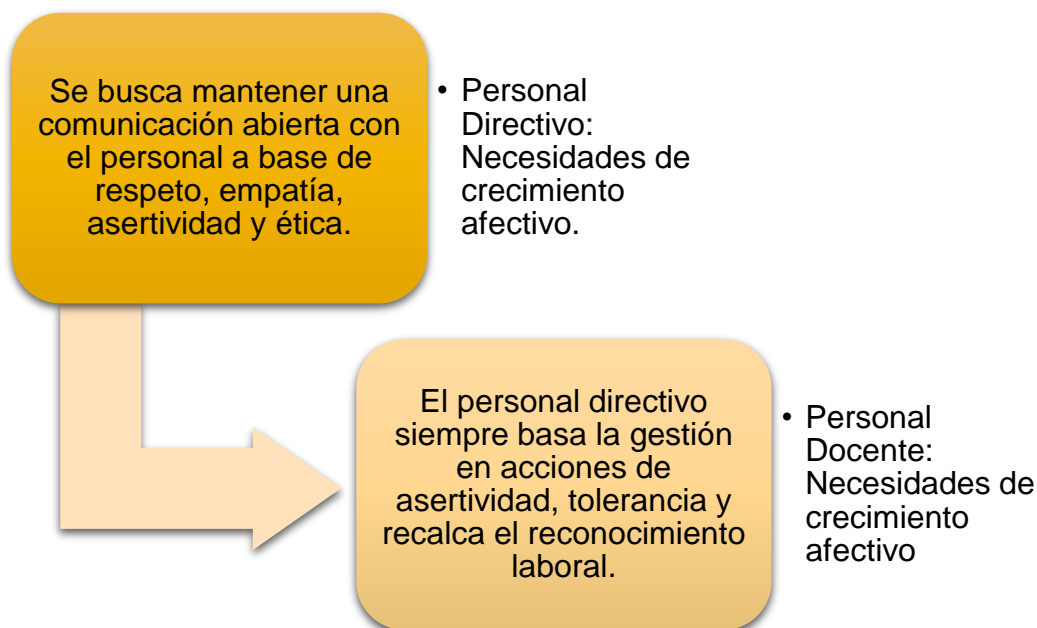 Se busca mantener una
comunicación abierta con
el personal a base de
respeto, empatía,
asertividad y ética.
• Personal
Directivo:
Necesidades de
crecimiento
afectivo.
El personal directivo
siempre basa la gestión
en acciones de
asertividad, tolerancia y
recalca el reconocimiento
laboral.
• Personal
Docente:
Necesidades de
crecimiento
afectivo